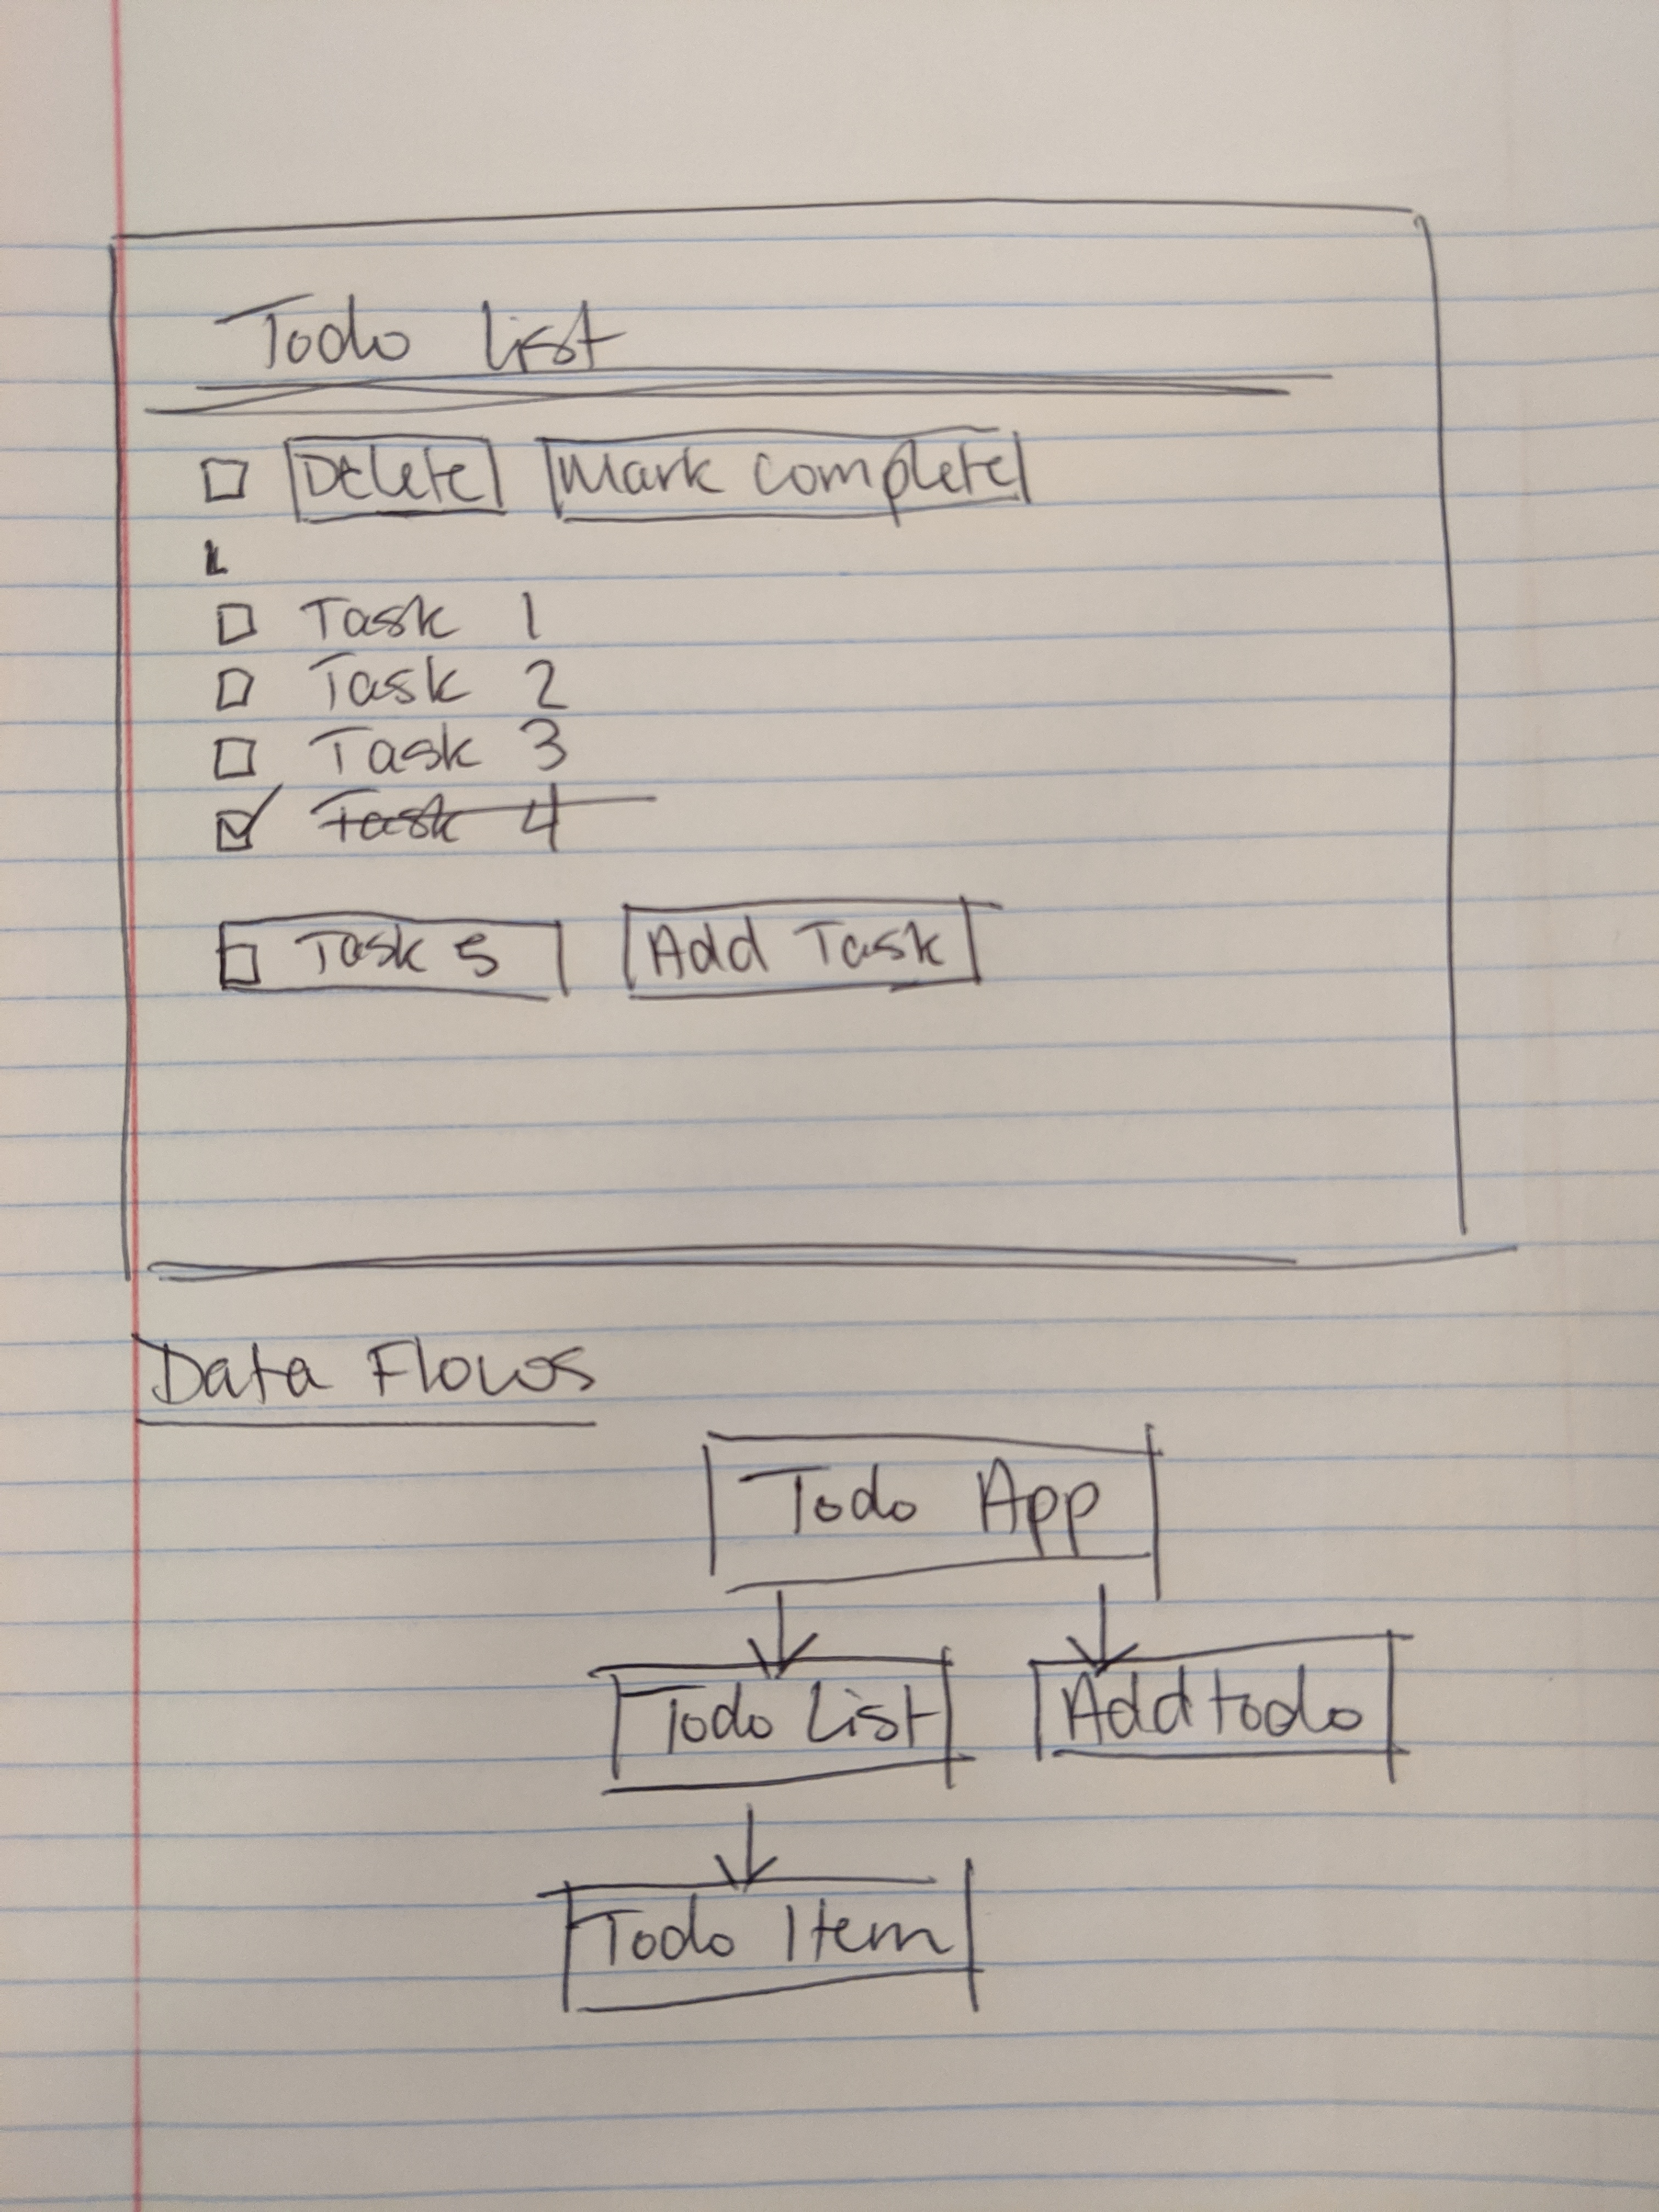 Todo list
Delete Mark complete
Task 1
Task 2
Task 3
Task 4
Task 5 Add Task
Data Flows
Todo App
Todo List Add todo
Todo Item